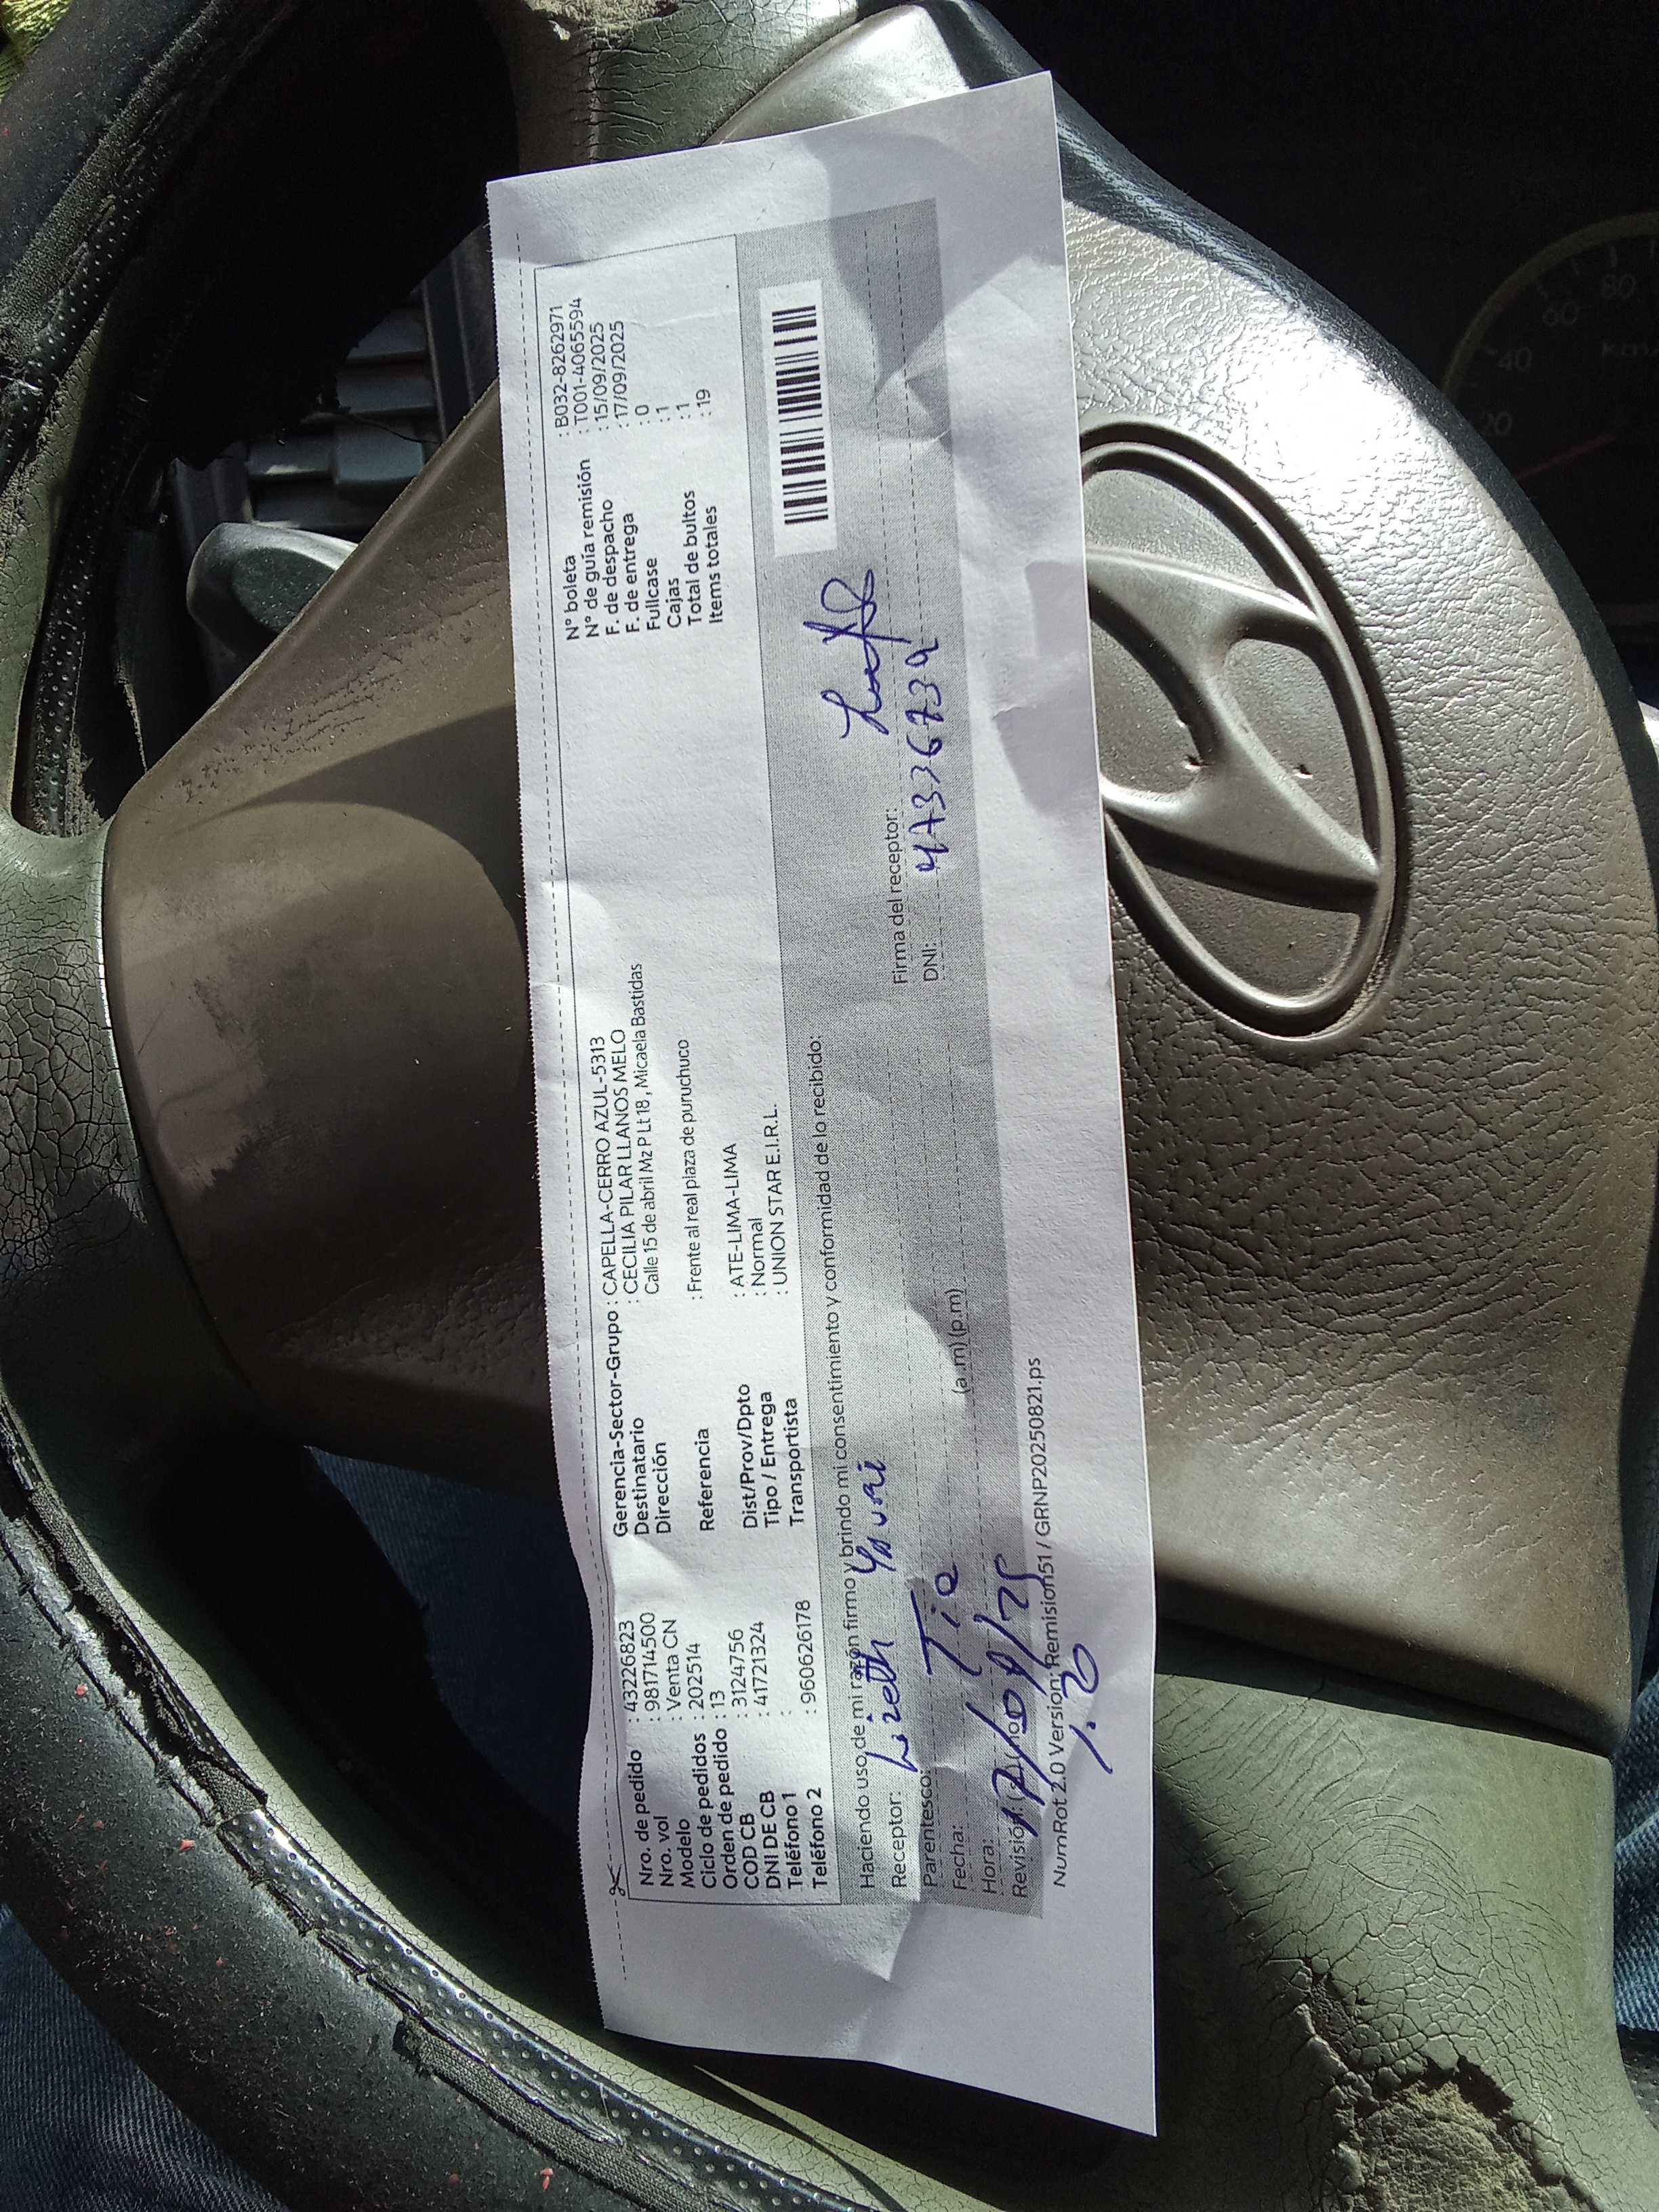 Nro. de pedido : 43226823
Nro. vol : 981714500
Modelo : Venta CN
Ciclo de pedidos : 202514
Orden de pedido : 13
COD CB : 3124756
DNI DE CB : 41721324
Teléfono 1 :
Teléfono 2 : 960626178
Gerencia-Sector-Grupo : CAPELLA-CERRO AZUL-5313
Destinatario : CECILIA PILAR LLANOS MELO
Dirección Calle 15 de abril Mz P Lt 18 , Micaela Bastidas
Referencia : Frente al real plaza de puruchuco
Dist/Prov/Dpto : ATE-LIMA-LIMA
Tipo / Entrega : Normal
Transportista : UNION STAR E.I.R.L.
N° boleta : B032-8262971
N° de guía remisión : T001-4065594
F. de despacho : 15/09/2025
F. de entrega : 17/09/2025
Fullcase : 0
Cajas : 1
Total de bultos : 1
Items totales : 19
Haciendo uso de mi razón firmo y brindo mi consentimiento y conformidad de lo recibido:
Receptor: Lizeth Yauri
Parentesco: Tia
Fecha: 17/09/25
Hora: (a.m) (p.m)
1.20
Firma del receptor:
DNI: 47336739
NumRot 2.0 Version: Remision51 / GRNP20250821.ps
20
40
60
80